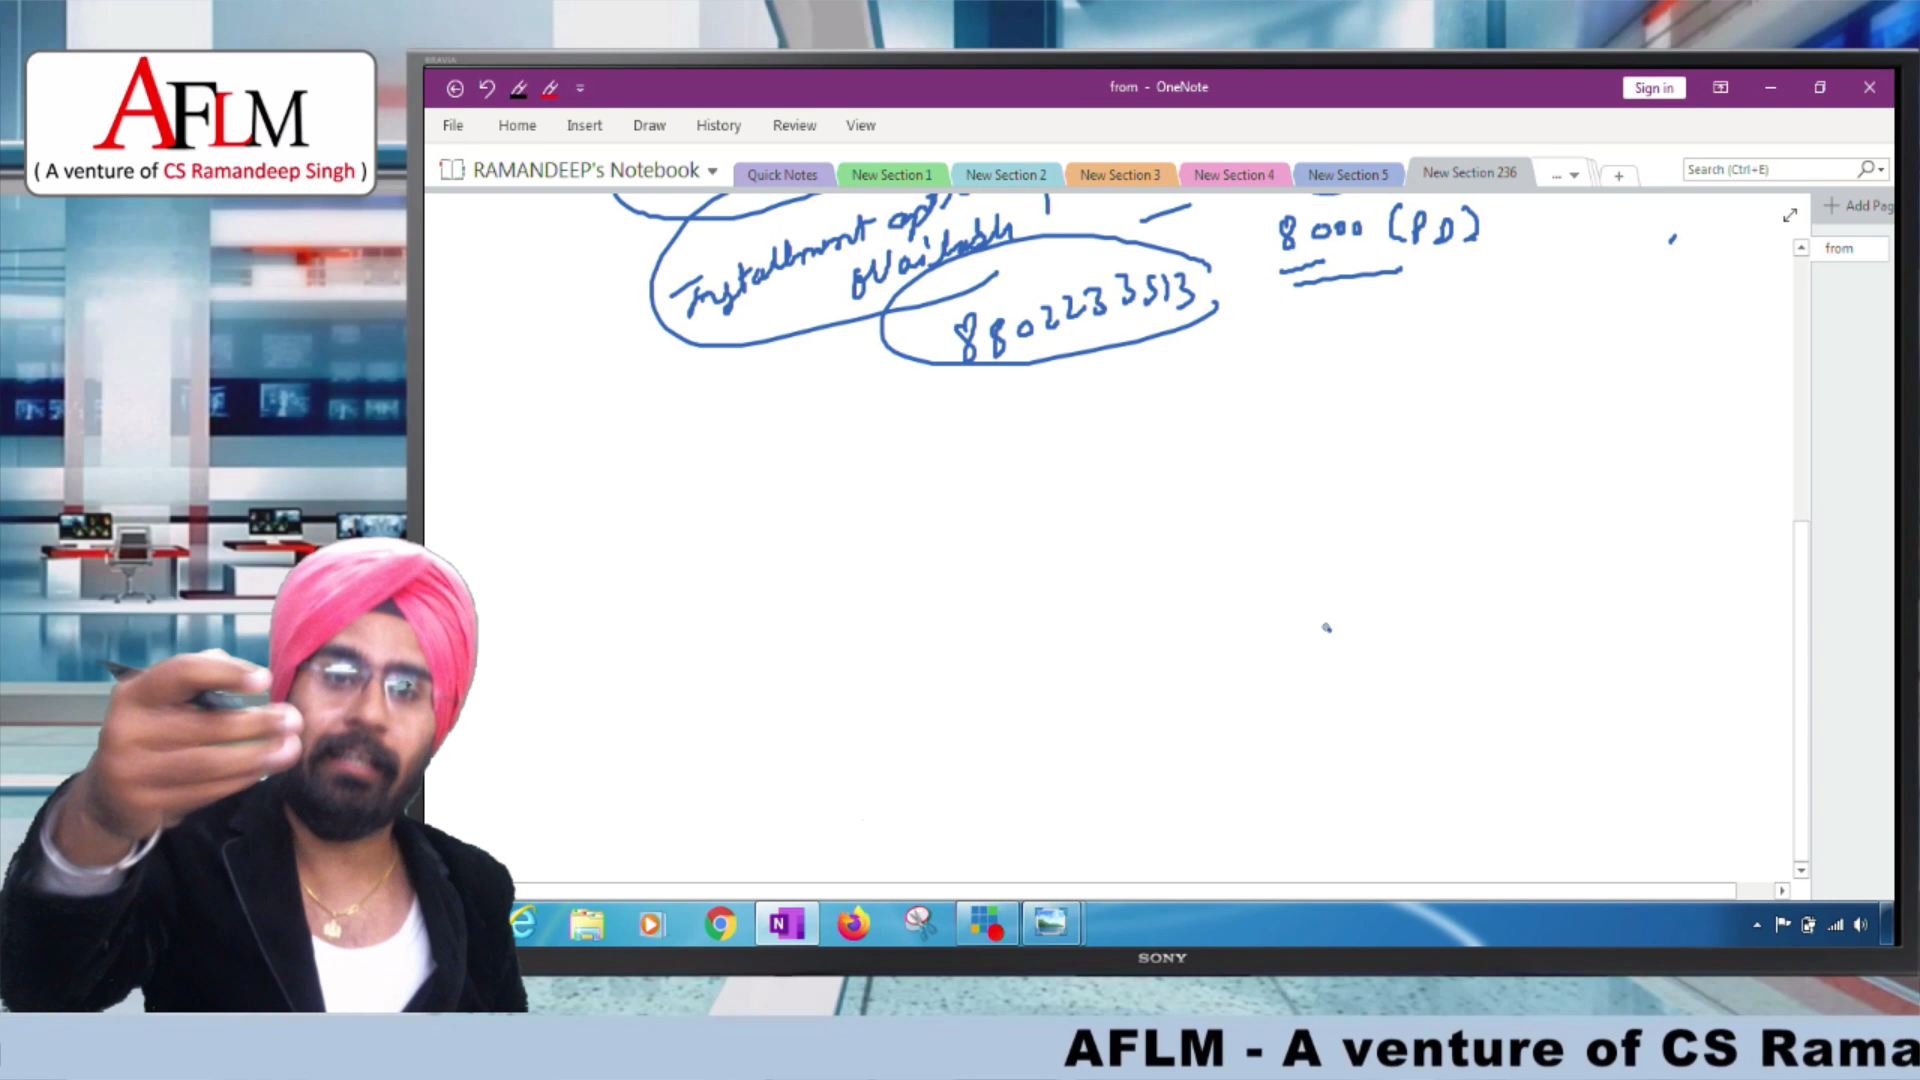 AFLM
( A venture of CS Ramandeep Singh )
BRAVIA
from - OneNote
Sign in
File Home Insert Draw History Review View
RAMANDEEP's Notebook
Quick Notes New Section 1 New Section 2 New Section 3 New Section 4 New Section 5 New Section 236 ...
Search (Ctrl+E)
Add Pag
from
8000 (PD)
Installment
Available
8802233513,
SONY
AFLM - A venture of CS Rama